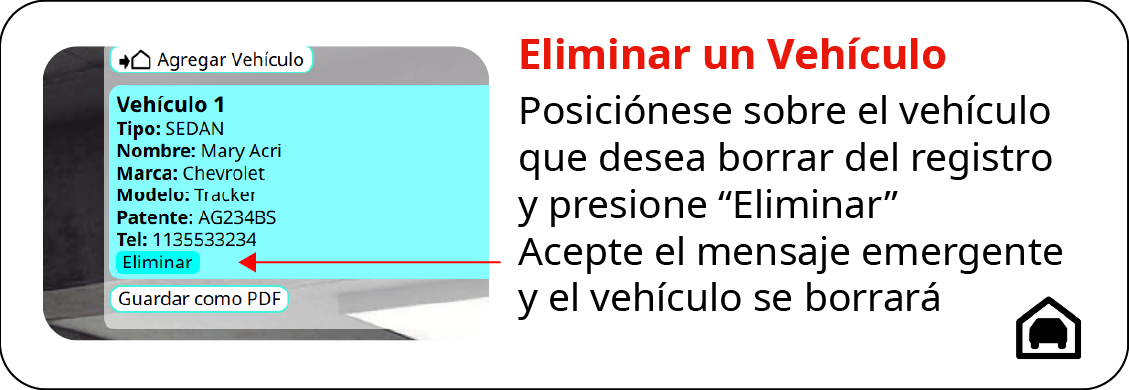 Agregar Vehículo
Vehículo 1
Tipo: SEDAN
Nombre: Mary Acri
Marca: Chevrolet
Modelo: Tracker
Patente: AG234BS
Tel: 1135533234
Eliminar
Guardar como PDF
Eliminar un Vehículo
Posiciónese sobre el vehículo
que desea borrar del registro
y presione “Eliminar”
Acepte el mensaje emergente
y el vehículo se borrará